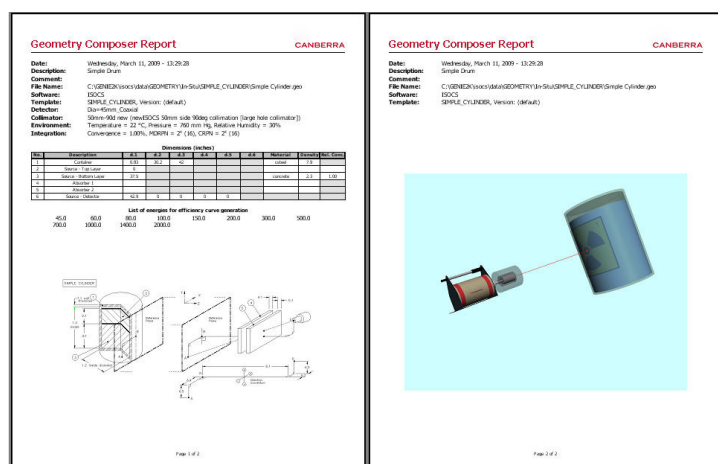 Geometry Composer Report
CANBERRA
Date: Wednesday, March 11, 2009 - 13:29:28
Description: Simple Drum
Comment:
File Name: C:\GENIE2K\isocs\data\GEOMETRY\In-Situ\SIMPLE_CYLINDER\Simple Cylinder.geo
Software: ISOCS
Template: SIMPLE_CYLINDER, Version: (default)
Detector: Dia=45mm_Coaxial
Collimator: 50mm-90d new (newISOCS 50mm side 90deg collimation [large hole collimator])
Environment: Temperature = 22 °C, Pressure = 760 mm Hg, Relative Humidity = 30%
Integration: Convergence = 1.00%, MDRPN = 2⁴ (16), CRPN = 2⁴ (16)
Dimensions (inches)
No. Description d.1 d.2 d.3 d.4 d.5 d.6 Material Density Rel. Conc.
1 Container 30.2 42 7.9
2 Source - Top Layer
3 Source - Bottom Layer 37.5 concrete 2.3 1.00
4 Absorber 1
5 Absorber 2
6 Source - Detector 42.9 0 0 0 0
List of energies for efficiency curve generation
45.0 60.0 80.0 100.0 150.0 200.0 300.0 500.0
700.0 1000.0 1400.0 2000.0
SIMPLE CYLINDER
Reference Plane
Reference Plane
Page 1 of 2
Geometry Composer Report
CANBERRA
Date: Wednesday, March 11, 2009 - 13:29:28
Description: Simple Drum
Comment:
File Name: C:\GENIE2K\isocs\data\GEOMETRY\In-Situ\SIMPLE_CYLINDER\Simple Cylinder.geo
Software: ISOCS
Template: SIMPLE_CYLINDER, Version: (default)
Page 2 of 2